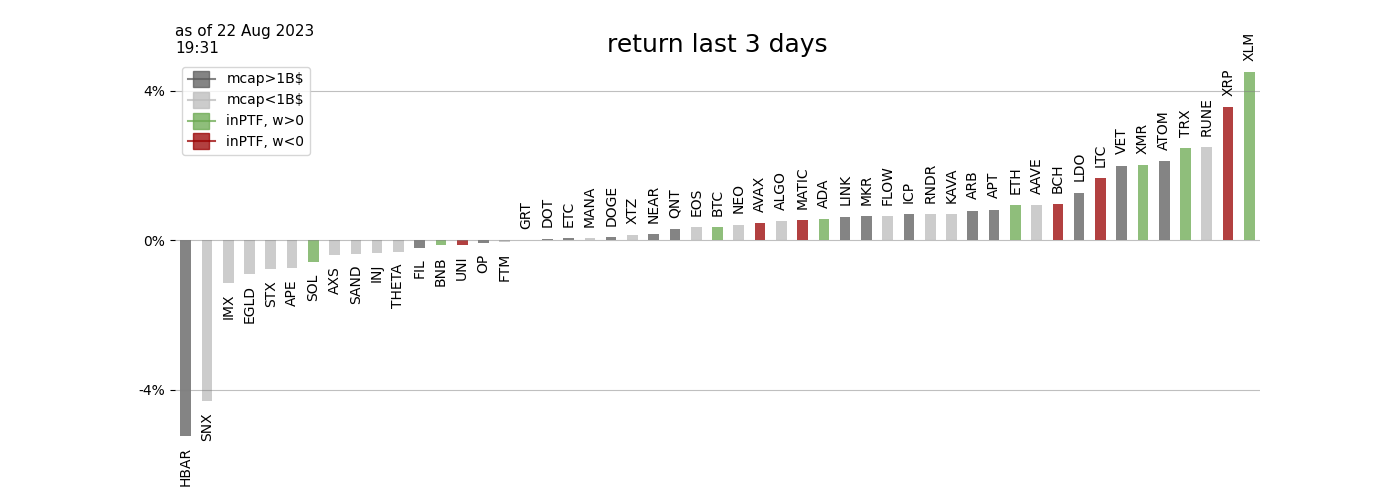 as of 22 Aug 2023
19:31
return last 3 days
mcap>1B$
mcap<1B$
inPTF, w>0
inPTF, w<0
4%
0%
-4%
HBAR
SNX
IMX
EGLD
STX
APE
SOL
AXS
SAND
INJ
THETA
FIL
BNB
UNI
OP
FTM
GRT
DOT
ETC
MANA
DOGE
XTZ
NEAR
QNT
EOS
BTC
NEO
AVAX
ALGO
MATIC
ADA
LINK
MKR
FLOW
ICP
RNDR
KAVA
ARB
APT
ETH
AAVE
BCH
LDO
LTC
VET
XMR
ATOM
TRX
RUNE
XRP
XLM